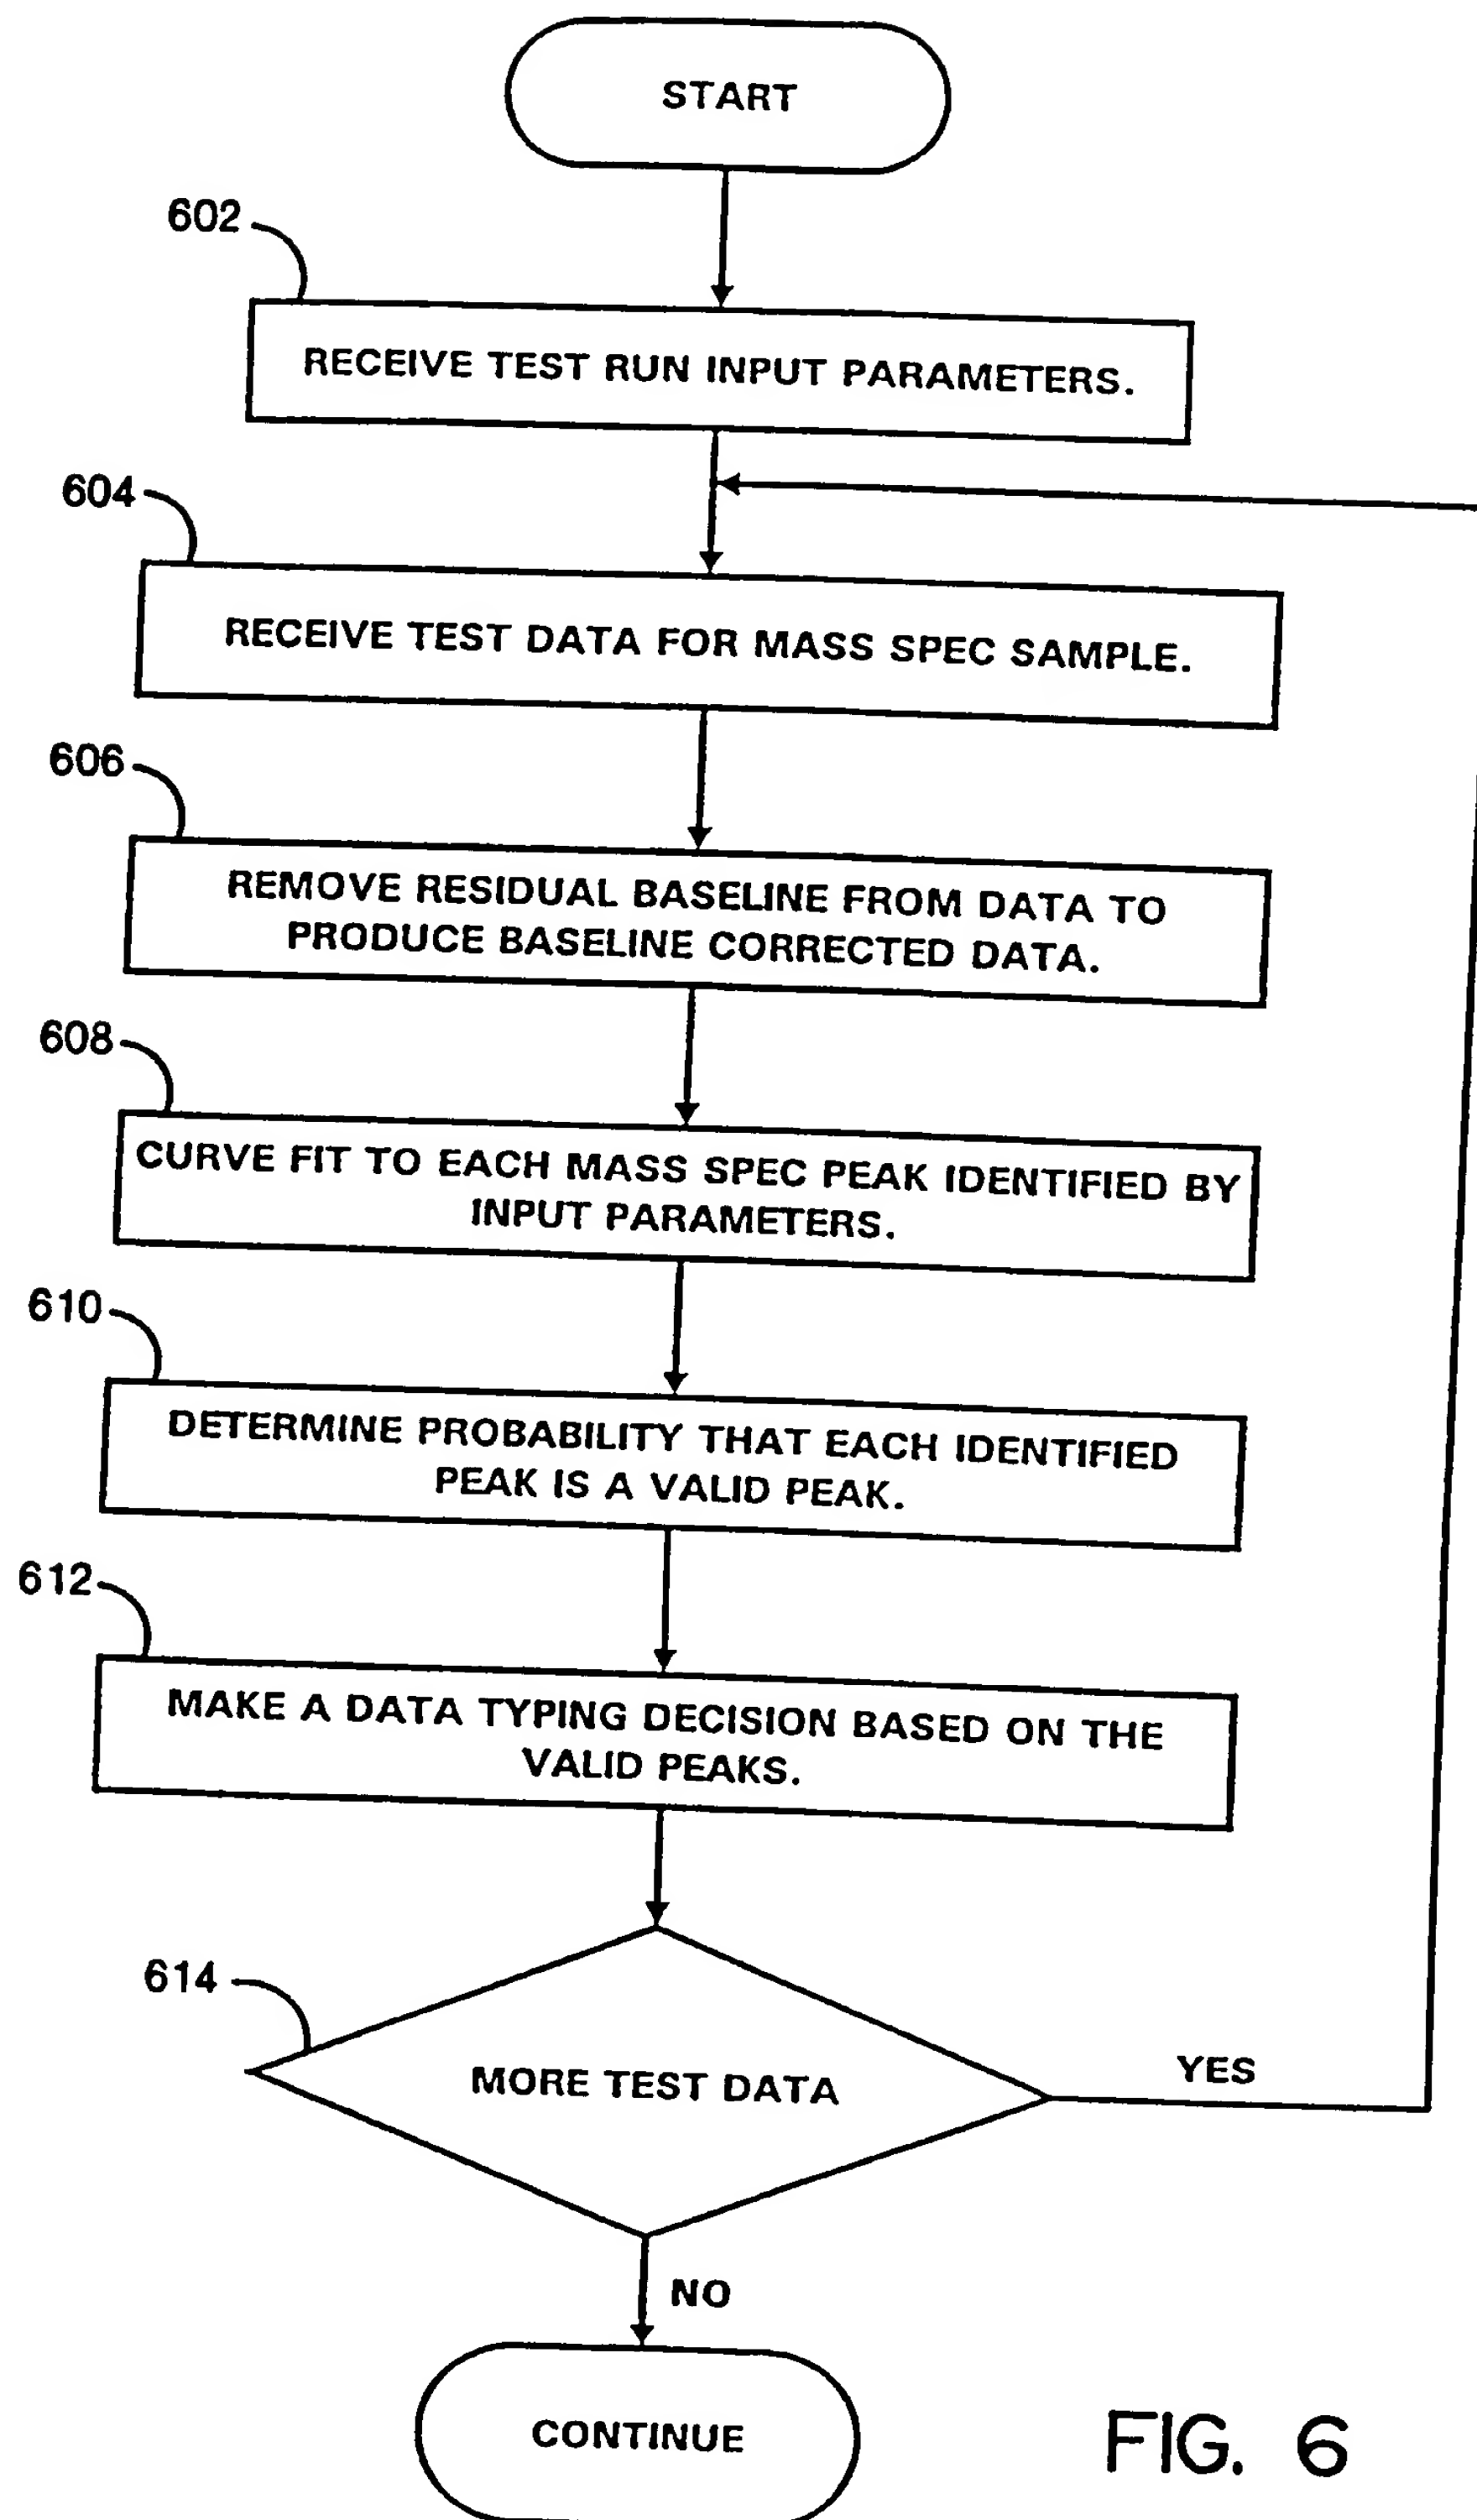 START
602
RECEIVE TEST RUN INPUT PARAMETERS.
604
RECEIVE TEST DATA FOR MASS SPEC SAMPLE.
606
REMOVE RESIDUAL BASELINE FROM DATA TO
PRODUCE BASELINE CORRECTED DATA.
608
CURVE FIT TO EACH MASS SPEC PEAK IDENTIFIED BY
INPUT PARAMETERS.
610
DETERMINE PROBABILITY THAT EACH IDENTIFIED
PEAK IS A VALID PEAK.
612
MAKE A DATA TYPING DECISION BASED ON THE
VALID PEAKS.
614
MORE TEST DATA
YES
NO
CONTINUE
FIG. 6